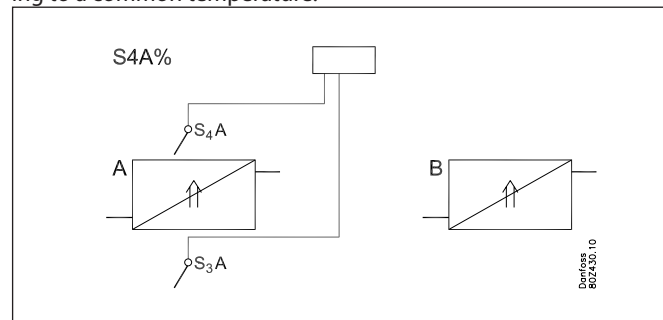 ing to a common temperature.
S4A%
S4A
A
B
S3A
Danfoss
80Z430.10